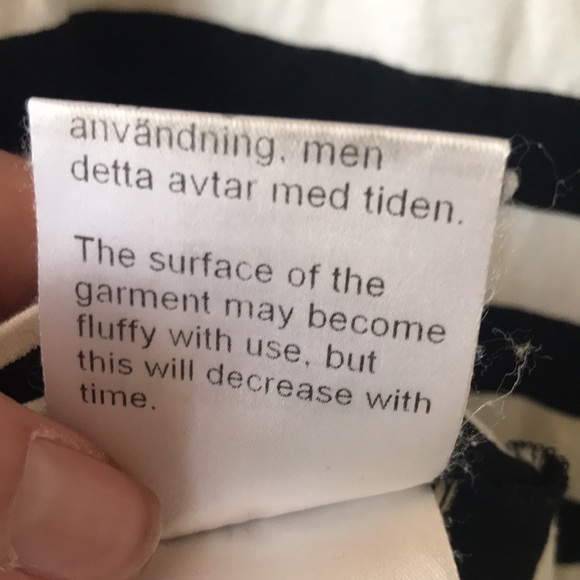 användning, men
detta avtar med tiden.
The surface of the
garment may become
fluffy with use, but
this will decrease with
time.